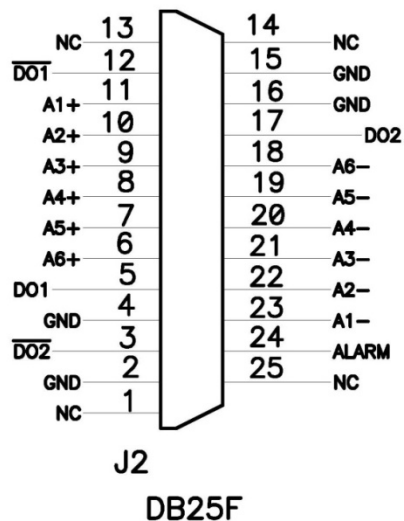 13 14
NC NC
12 15
D̅O̅1̅ GND
11 16
A1+ GND
10 17
A2+ DO2
9 18
A3+ A6-
8 19
A4+ A5-
7 20
A5+ A4-
6 21
A6+ A3-
5 22
DO1 A2-
4 23
GND A1-
3 24
D̅O̅2̅ ALARM
2 25
GND NC
1
NC
J2
DB25F